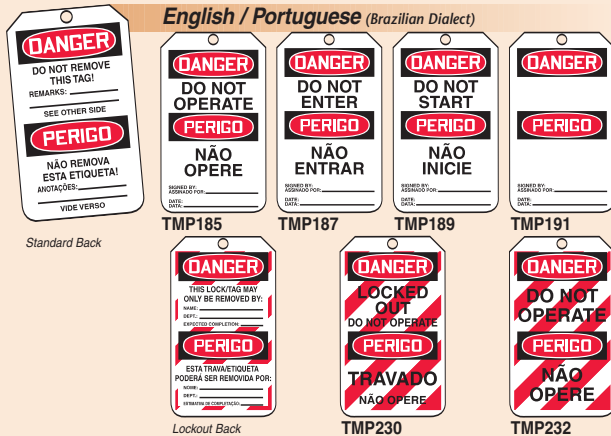 English / Portuguese (Brazilian Dialect)
DANGER
DO NOT REMOVE
THIS TAG!
REMARKS:
SEE OTHER SIDE
PERIGO
NÃO REMOVA
ESTA ETIQUETA!
ANOTAÇÕES:
VIDE VERSO
Standard Back
DANGER
DO NOT
OPERATE
PERIGO
NÃO
OPERE
SIGNED BY:
ASSINADO POR:
DATE:
DATA:
TMP185
DANGER
DO NOT
ENTER
PERIGO
NÃO
ENTRAR
SIGNED BY:
ASSINADO POR:
DATE:
DATA:
TMP187
DANGER
DO NOT
START
PERIGO
NÃO
INICIE
SIGNED BY:
ASSINADO POR:
DATE:
DATA:
TMP189
DANGER
PERIGO
SIGNED BY:
ASSINADO POR:
DATE:
DATA:
TMP191
DANGER
THIS LOCK/TAG MAY
ONLY BE REMOVED BY:
NAME:
DEPT.:
EXPECTED COMPLETION:
PERIGO
ESTA TRAVA/ETIQUETA
PODERÁ SER REMOVIDA POR:
NOME:
DEPT.:
ESTIMATIVA DE COMPLETAÇÃO:
Lockout Back
DANGER
LOCKED
OUT
DO NOT OPERATE
PERIGO
TRAVADO
NÃO OPERE
TMP230
DANGER
DO NOT
OPERATE
PERIGO
NÃO
OPERE
TMP232